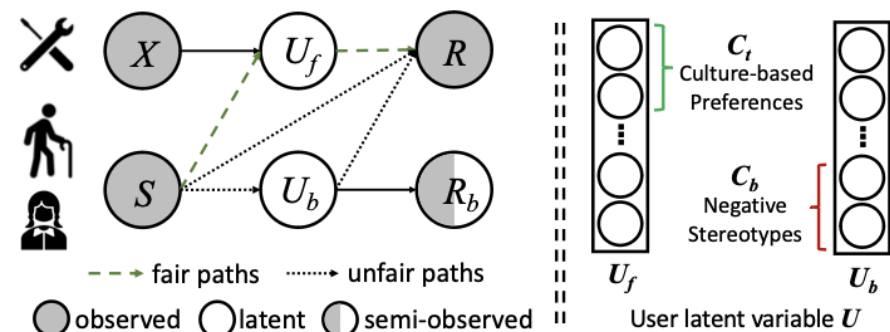 X
U_f
R
S
U_b
R_b
fair paths
unfair paths
observed
latent
semi-observed
C_t
Culture-based
Preferences
C_b
Negative
Stereotypes
U_f
U_b
User latent variable U